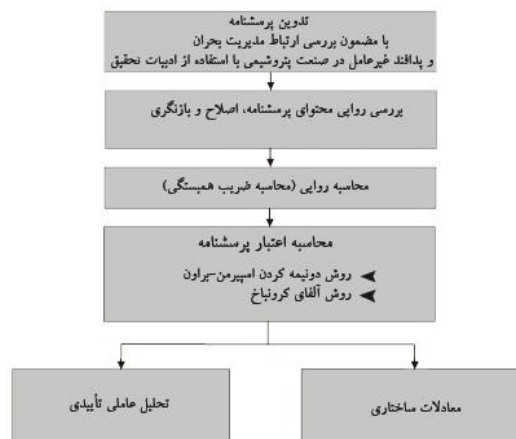 تدوین پرسشنامه
با مضمون بررسی ارتباط مدیریت بحران
و پدافند غیرعامل در صنعت پتروشیمی با استفاده از ادبیات تحقیق
بررسی روایی محتوای پرسشنامه، اصلاح و بازنگری
محاسبه روایی (محاسبه ضریب همبستگی)
محاسبه اعتبار پرسشنامه
روش دونیمه کردن اسپیرمن-براون
روش آلفای کرونباخ
معادلات ساختاری
تحلیل عاملی تأییدی